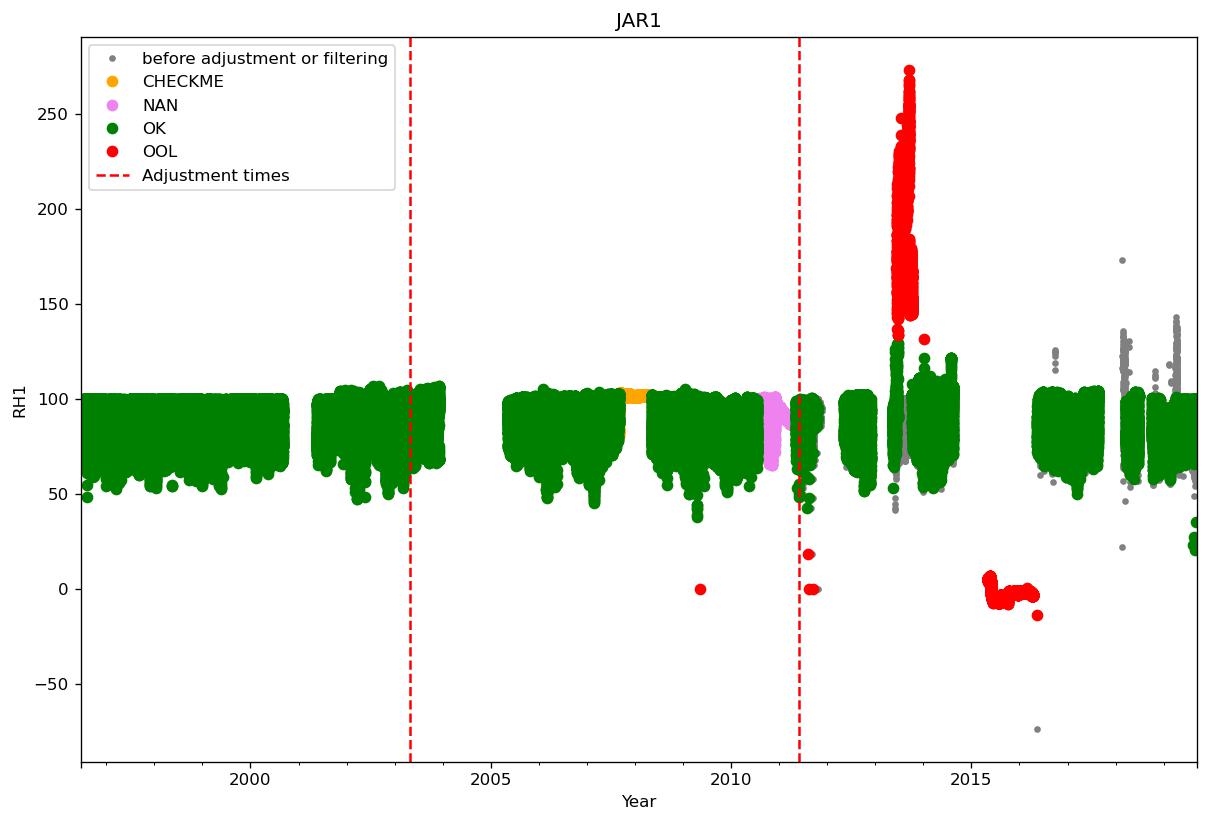 JAR1
before adjustment or filtering
CHECKME
NAN
OK
OOL
Adjustment times
250
200
150
100
50
0
−50
RH1
2000 2005 2010 2015
Year